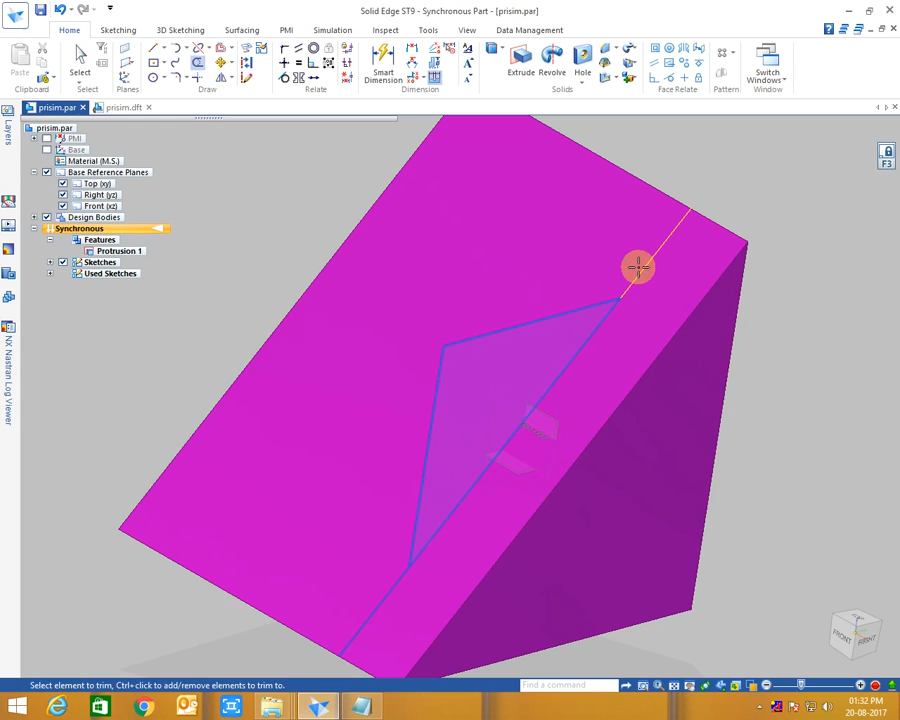 Solid Edge ST9 - Synchronous Part - [prisim.par]
Home Sketching 3D Sketching Surfacing PMI Simulation Inspect Tools View Data Management
Paste Select Smart Dimension Extrude Revolve Hole Switch Windows
Clipboard Select Planes Draw Relate Dimension Solids Face Relate Pattern Window
prisim.par prisim.dft
Layers
NX Nastran Log Viewer
prisim.par
PMI
Base
Material (M.S.)
Base Reference Planes
Top (xy)
Right (yz)
Front (xz)
Design Bodies
Synchronous
Features
Protrusion 1
Sketches
Used Sketches
F3
FRONT RIGHT
Select element to trim, Ctrl+click to add/remove elements to trim to.
Find a command
01:32 PM
20-08-2017